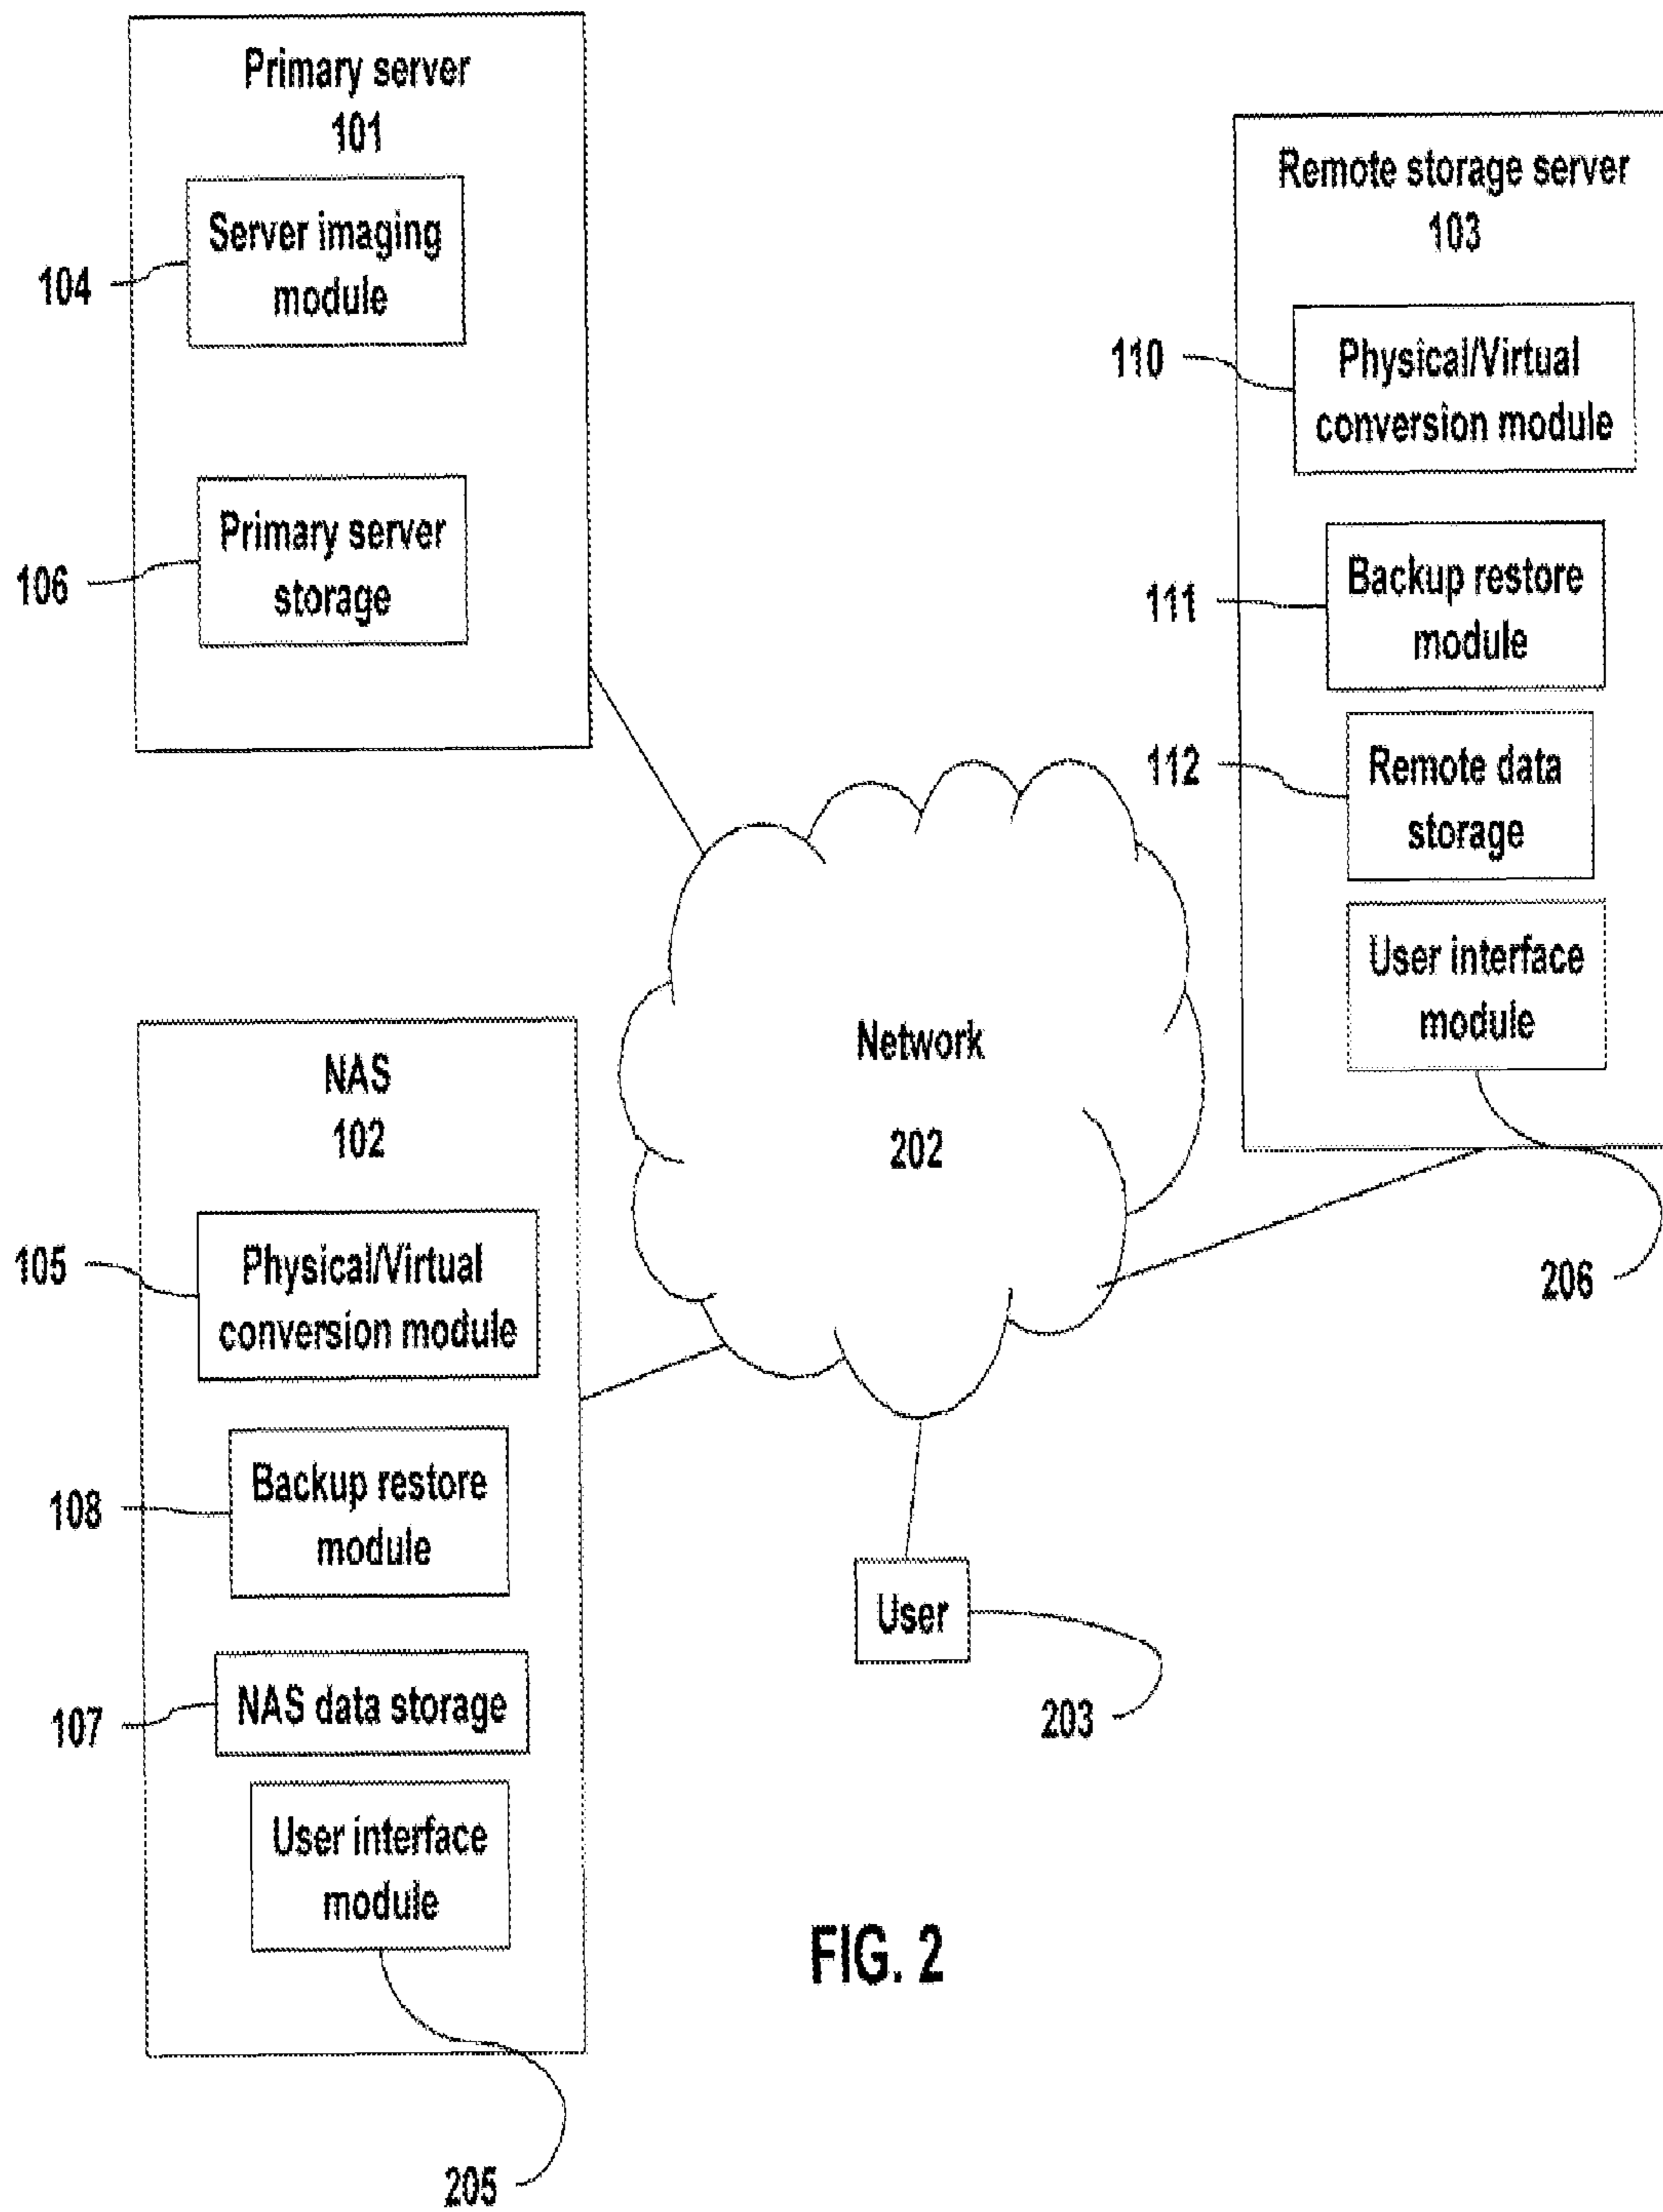 Primary server
101
Server imaging
module
104
Primary server
storage
106
Remote storage server
103
Physical/Virtual
conversion module
110
Backup restore
module
111
Remote data
storage
112
User interface
module
206
Network
202
NAS
102
Physical/Virtual
conversion module
105
Backup restore
module
108
NAS data storage
107
User interface
module
205
User
203
FIG. 2